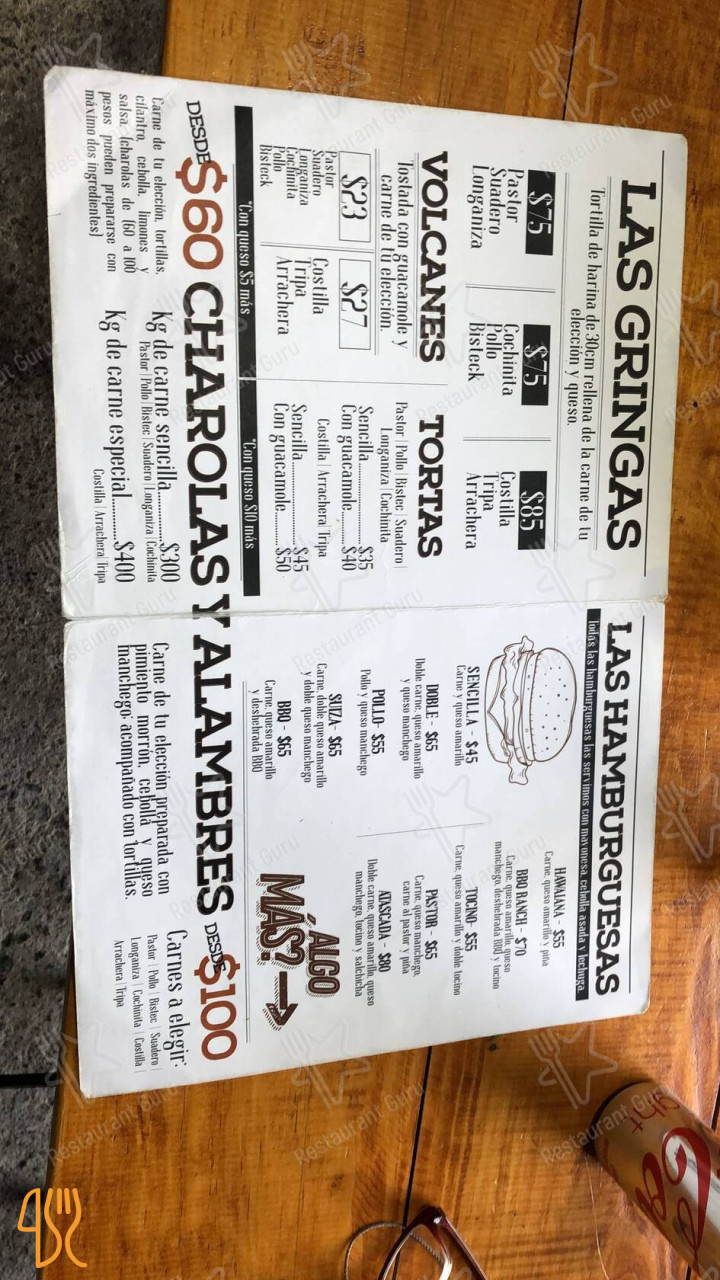 LAS GRINGAS
Tortilla de harina de 30cm rellena de la carne de tu
elección y queso.
$75
Pastor
Suadero
Longaniza
$75
Cochinita
Pollo
Bisteck
$85
Costilla
Tripa
Arrachera
VOLCANES
Tostada con guacamole y
carne de tu elección.
$23
Pastor
Suadero
Longaniza
Cochinita
Pollo
Bisteck
$27
Costilla
Tripa
Arrachera
*Con queso $5 más
TORTAS
Pastor | Pollo | Bistec | Suadero |
Longaniza | Cochinita
Sencilla..................$35
Con guacamole......$40
Costilla | Arrachera | Tripa
Sencilla..................$45
Con guacamole......$50
*Con queso $10 más
LAS HAMBURGUESAS
Todas las hamburguesas las servimos con mayonesa, cebolla asada y lechuga.
SENCILLA - $45
Carne y queso amarillo
DOBLE - $65
Doble carne, queso amarillo
y queso manchego
POLLO- $55
Pollo y queso manchego
SUIZA- $65
Carne, doble queso amarillo
y doble queso manchego
BBQ - $65
Carne, queso amarillo
y deshebrada BBQ
HAWAIANA - $55
Carne, queso amarillo y piña
BBQ RANCH - $70
Carne, queso amarillo, queso
manchego, deshebrada BBQ y tocino
TOCINO- $55
Carne, queso amarillo y doble tocino
PASTOR - $65
Carne, queso manchego,
carne al pastor y piña
ATASCADA - $80
Doble carne, queso amarillo, queso
manchego, tocino y salchicha
¿ALGO
MÁS?
DESDE $60 CHAROLAS Y ALAMBRES DESDE $100
Carne de tu elección, tortillas,
cilantro, cebolla, limones y
salsa. (charolas de 60 a 100
pesos pueden prepararse con
máximo dos ingredientes)
Kg de carne sencilla..........$300
Pastor | Pollo | Bistec | Suadero | Longaniza | Cochinita
Kg de carne especial.........$400
Costilla | Arrachera | Tripa
Carne de tu elección preparada con
pimiento morrón, cebolla y queso
manchego; acompañado con tortillas.
Carnes a elegir:
Pastor | Pollo | Bistec | Suadero |
Longaniza | Cochinita | Costilla |
Arrachera | Tripa
Restaurant Guru